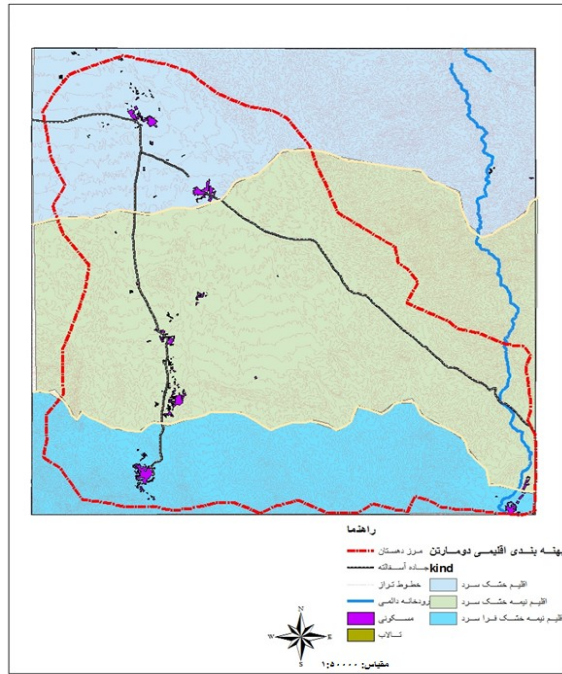 راهنما
پهنه بندی اقلیمی دومارتن
kind
اقلیم خشک سرد
اقلیم نیمه خشک سرد
اقلیم نیمه خشک فرا سرد
مرز دهستان
جاده آسفالته
خطوط تراز
رودخانه دائمی
مسکونی
تالاب
N
W
E
S
مقیاس: ۱:۵۰۰۰۰